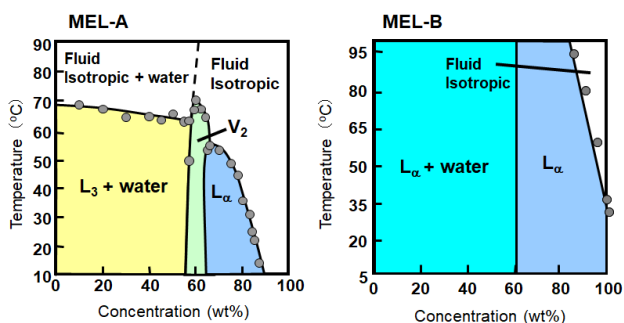 MEL-A
90
80
70
60
50
40
30
20
10
Temperature (°C)
Fluid
Isotropic + water
Fluid
Isotropic
V2
L3 + water
Lα
0 20 40 60 80 100
Concentration (wt%)
MEL-B
95
80
65
50
35
20
5
Temperature (°C)
Fluid
Isotropic
Lα + water
Lα
0 20 40 60 80 100
Concentration (wt%)